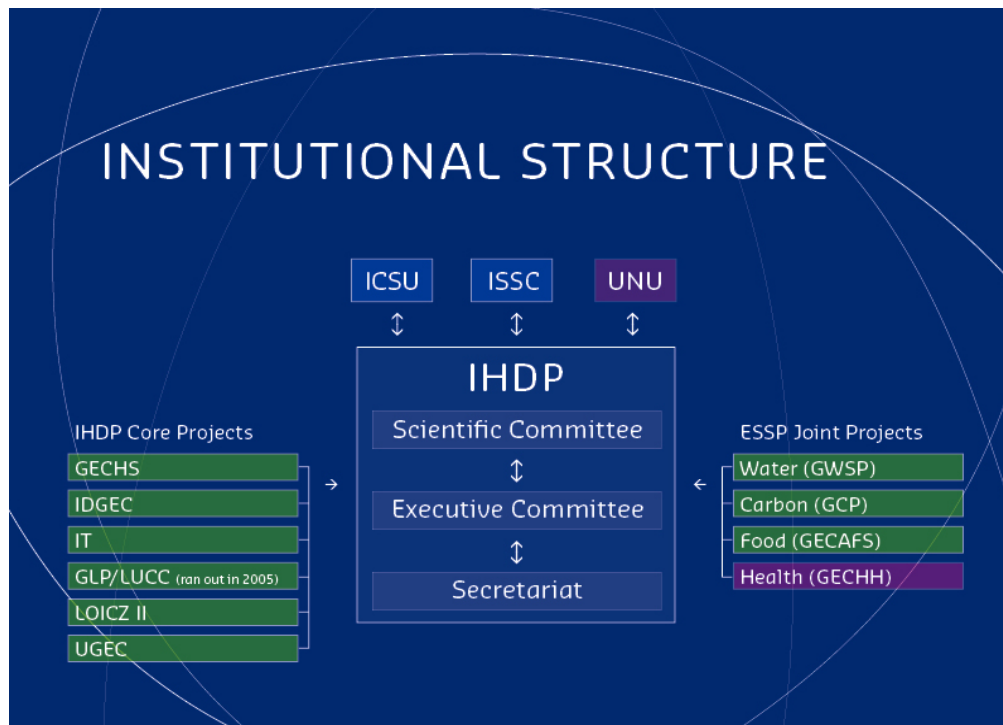 INSTITUTIONAL STRUCTURE
ICSU
ISSC
UNU
IHDP
Scientific Committee
Executive Committee
Secretariat
IHDP Core Projects
GECHS
IDGEC
IT
GLP/LUCC (ran out in 2005)
LOICZ II
UGEC
ESSP Joint Projects
Water (GWSP)
Carbon (GCP)
Food (GECAFS)
Health (GECHH)